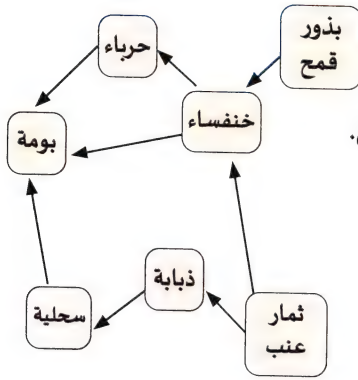 بذور
قمح
حرباء
خنفساء
بومة
ذبابة
سحلية
ثمار
عنب